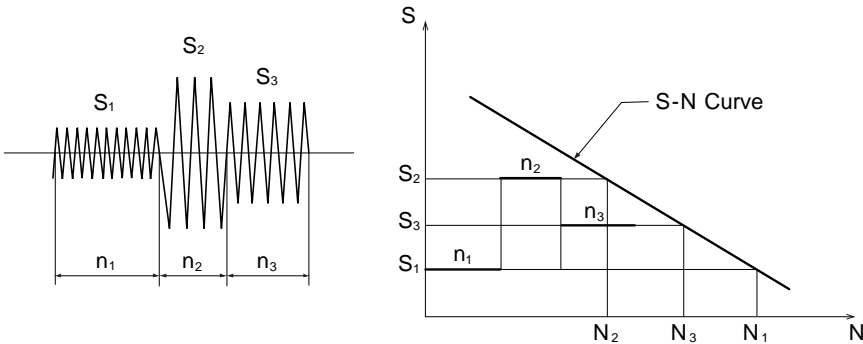 S₁
S₂
S₃
n₁
n₂
n₃
S
S-N Curve
S₂
n₂
S₃
n₃
S₁
n₁
N₂
N₃
N₁
N